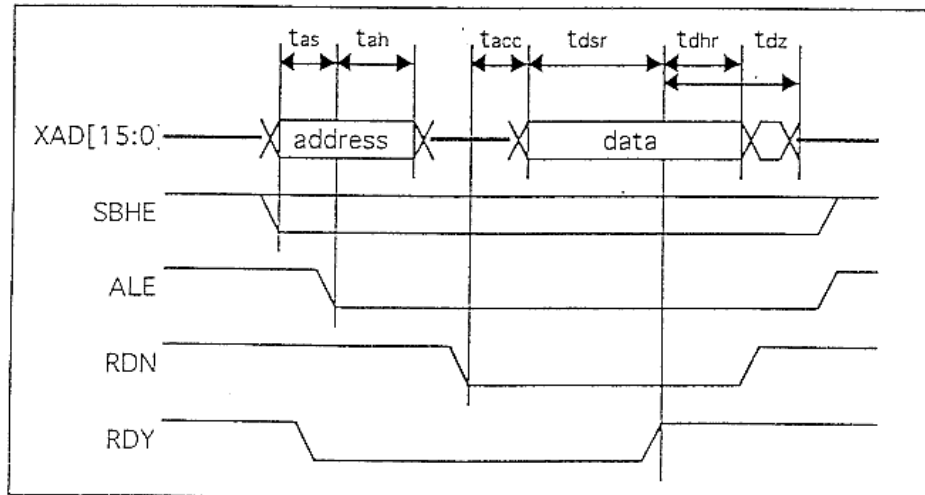 tas tah tacc tdsr tdhr tdz
XAD[15:0] address data
SBHE
ALE
RDN
RDY